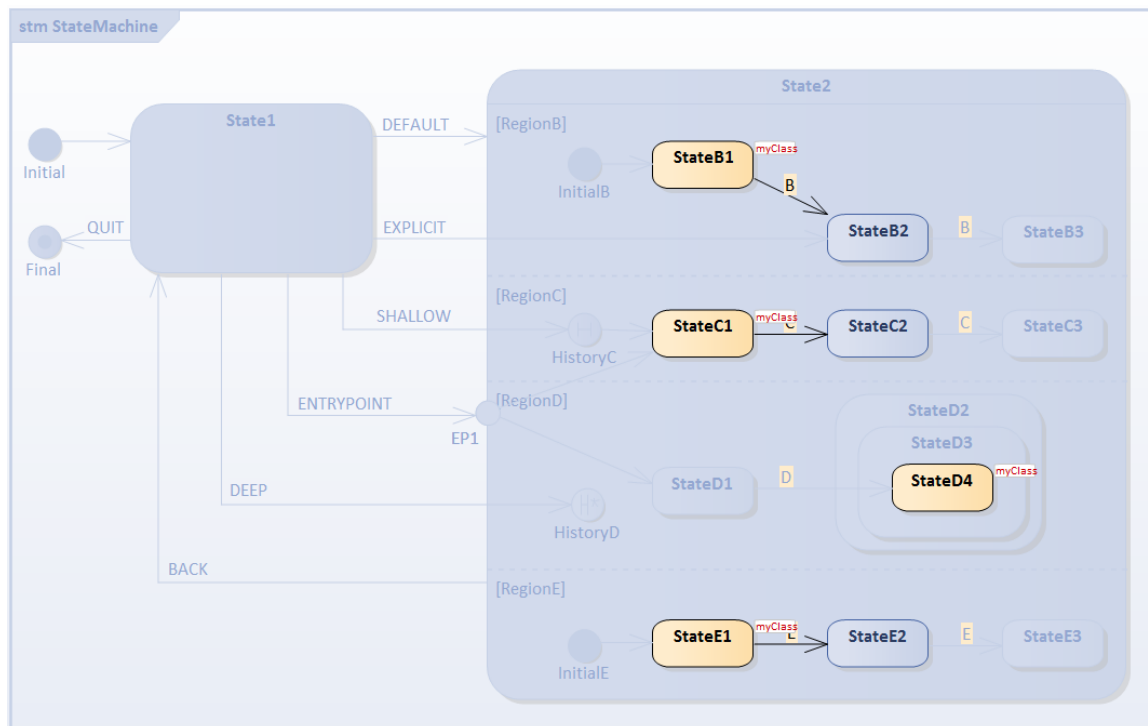 stm StateMachine
State2
State1
DEFAULT
[RegionB]
Initial
InitialB
StateB1
myClass
B
QUIT
Final
EXPLICIT
StateB2
B
StateB3
[RegionC]
SHALLOW
HistoryC
StateC1
myClass
C
StateC2
C
StateC3
ENTRYPOINT
EP1
[RegionD]
StateD2
StateD3
StateD1
D
StateD4
myClass
DEEP
HistoryD
BACK
[RegionE]
InitialE
StateE1
myClass
E
StateE2
E
StateE3